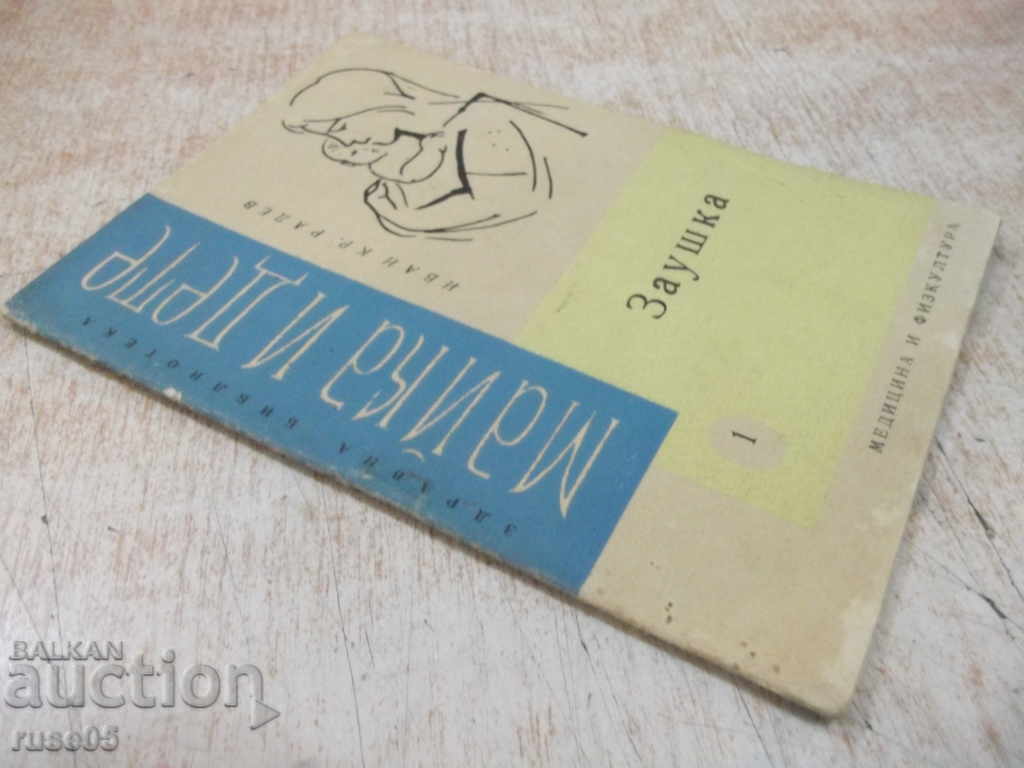 ЗДРАВНА БИБЛИОТЕКА
Майка и дете
ИВАН КР. РАДЕВ
Заушка
1
МЕДИЦИНА И ФИЗКУЛТУРА
BALKAN
auction
ruse05